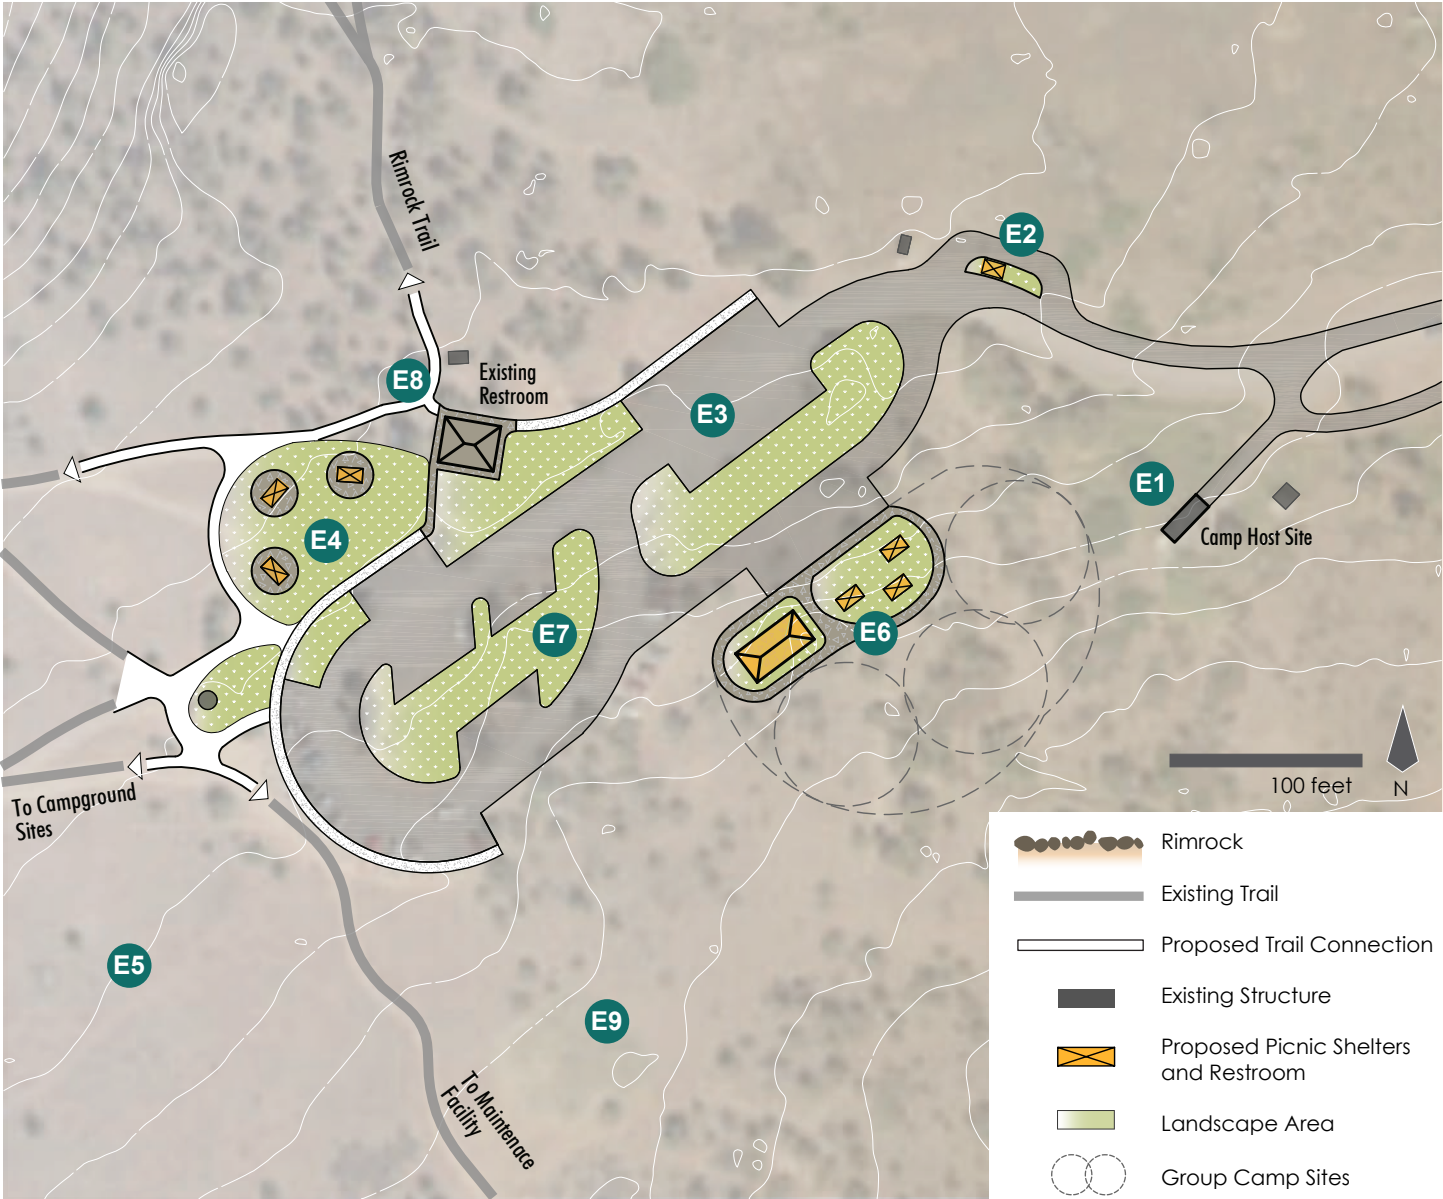 Rimrock Trail
E2
E8
Existing
Restroom
E3
E1
Camp Host Site
E4
E7
E6
100 feet
N
To Campground
Sites
E5
E9
To Maintenace
Facility
Rimrock
Existing Trail
Proposed Trail Connection
Existing Structure
Proposed Picnic Shelters
and Restroom
Landscape Area
Group Camp Sites